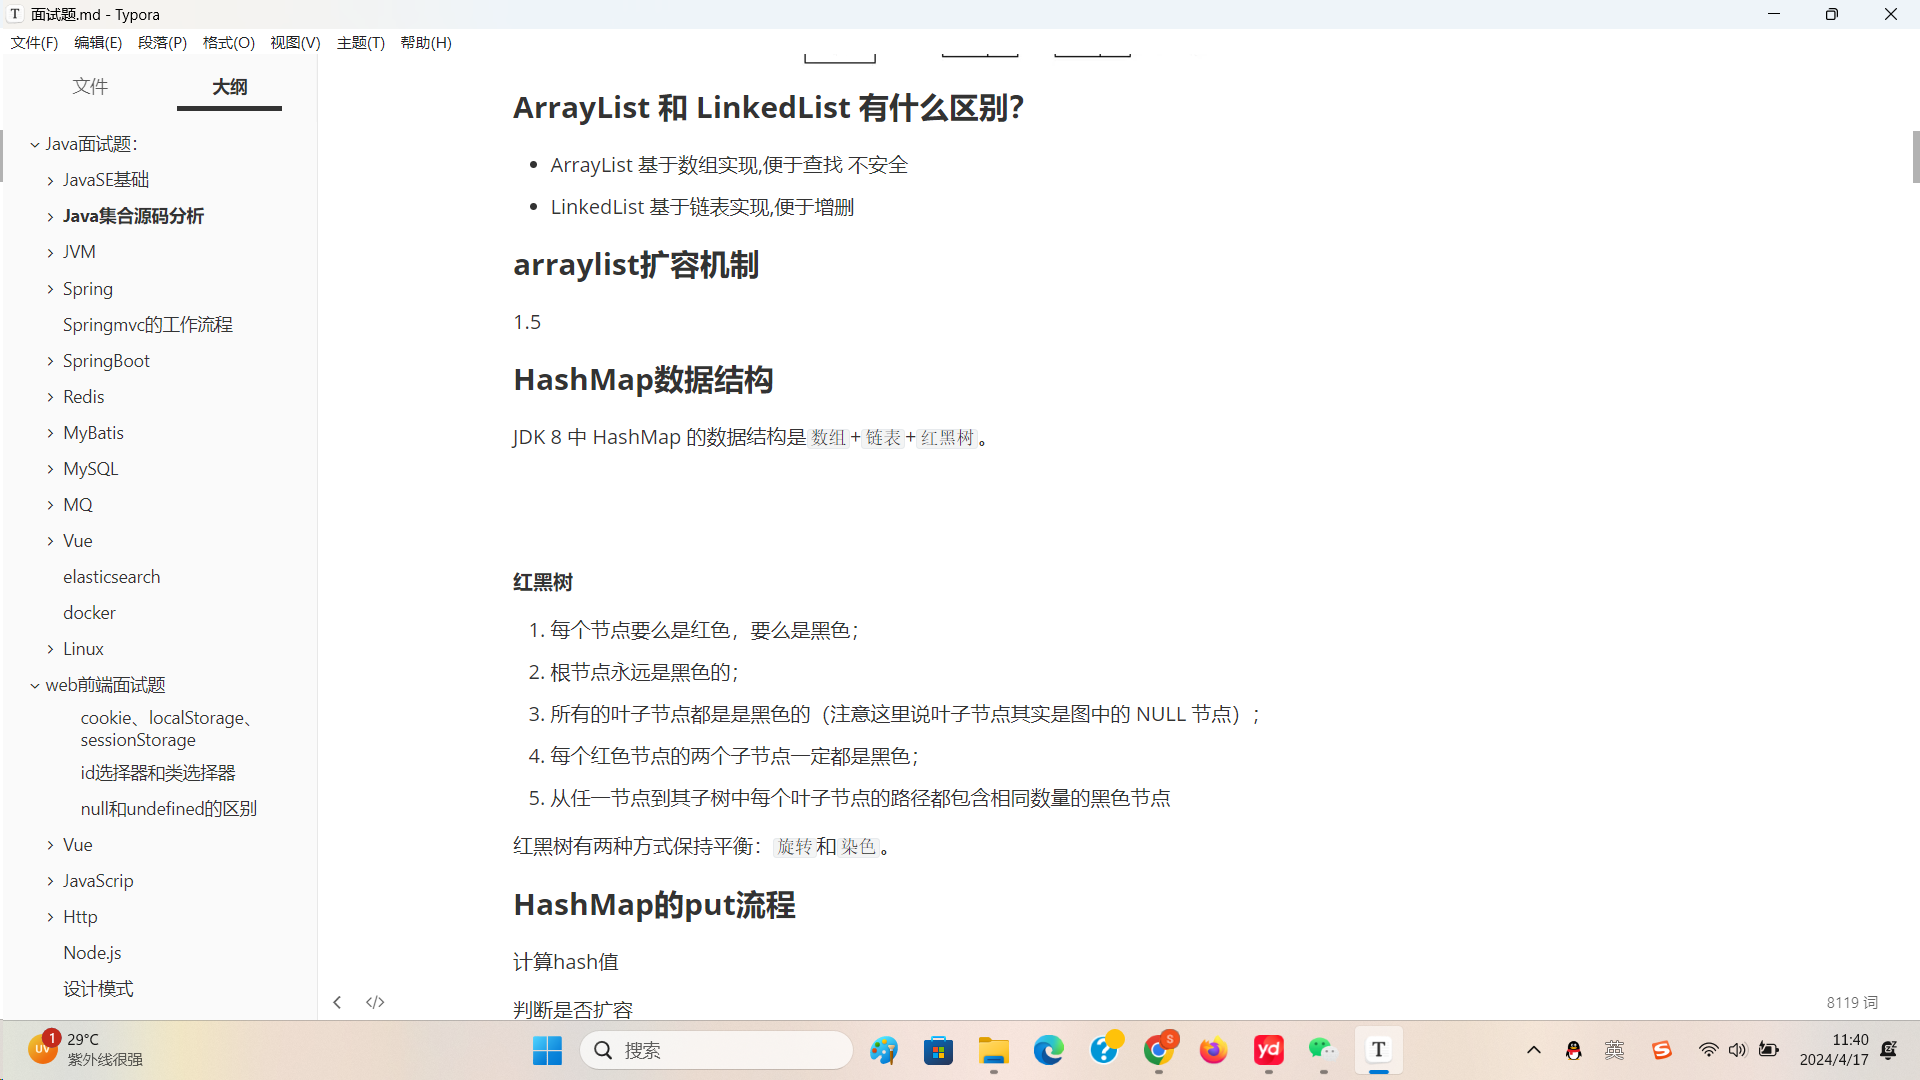 面试题.md - Typora
文件(F) 编辑(E) 段落(P) 格式(O) 视图(V) 主题(T) 帮助(H)
文件 大纲
Java面试题：
JavaSE基础
Java集合源码分析
JVM
Spring
Springmvc的工作流程
SpringBoot
Redis
MyBatis
MySQL
MQ
Vue
elasticsearch
docker
Linux
web前端面试题
cookie、localStorage、
sessionStorage
id选择器和类选择器
null和undefined的区别
Vue
JavaScrip
Http
Node.js
设计模式
ArrayList 和 LinkedList 有什么区别？
ArrayList 基于数组实现,便于查找 不安全
LinkedList 基于链表实现,便于增删
arraylist扩容机制
1.5
HashMap数据结构
JDK 8 中 HashMap 的数据结构是数组+链表+红黑树。
红黑树
1. 每个节点要么是红色，要么是黑色；
2. 根节点永远是黑色的；
3. 所有的叶子节点都是是黑色的（注意这里说叶子节点其实是图中的 NULL 节点）；
4. 每个红色节点的两个子节点一定都是黑色；
5. 从任一节点到其子树中每个叶子节点的路径都包含相同数量的黑色节点
红黑树有两种方式保持平衡：旋转和染色。
HashMap的put流程
计算hash值
判断是否扩容
8119 词
UV 1 29°C
紫外线很强
搜索
S
yd
T
英
S
11:40
2024/4/17